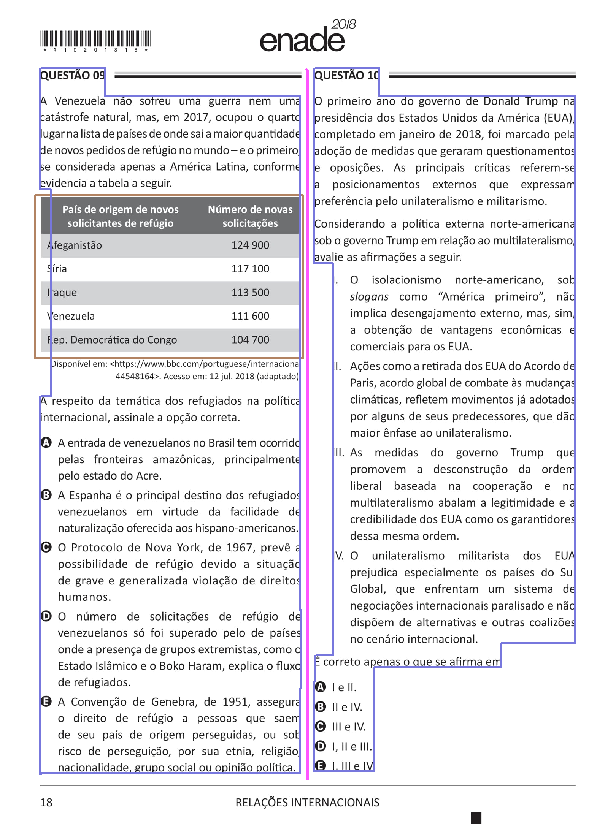 *R1020181 8*
enade 2018
QUESTÃO 09
A Venezuela não sofreu uma guerra nem uma
catástrofe natural, mas, em 2017, ocupou o quarto
lugar na lista de países de onde sai a maior quantidade
de novos pedidos de refúgio no mundo – e o primeiro,
se considerada apenas a América Latina, conforme
evidencia a tabela a seguir.
País de origem de novos solicitantes de refúgio Número de novas solicitações
Afeganistão 124 900
Síria 117 100
Iraque 113 500
Venezuela 111 600
Rep. Democrática do Congo 104 700
Disponível em: <https://www.bbc.com/portuguese/internaciona
44548164>. Acesso em: 12 jul. 2018 (adaptado)
A respeito da temática dos refugiados na política
internacional, assinale a opção correta.
A A entrada de venezuelanos no Brasil tem ocorrido
pelas fronteiras amazônicas, principalmente
pelo estado do Acre.
B A Espanha é o principal destino dos refugiados
venezuelanos em virtude da facilidade de
naturalização oferecida aos hispano-americanos.
C O Protocolo de Nova York, de 1967, prevê a
possibilidade de refúgio devido a situação
de grave e generalizada violação de direitos
humanos.
D O número de solicitações de refúgio de
venezuelanos só foi superado pelo de países
onde a presença de grupos extremistas, como o
Estado Islâmico e o Boko Haram, explica o fluxo
de refugiados.
E A Convenção de Genebra, de 1951, assegura
o direito de refúgio a pessoas que saem
de seu país de origem perseguidas, ou sob
risco de perseguição, por sua etnia, religião,
nacionalidade, grupo social ou opinião política.
QUESTÃO 10
O primeiro ano do governo de Donald Trump na
presidência dos Estados Unidos da América (EUA),
completado em janeiro de 2018, foi marcado pela
adoção de medidas que geraram questionamentos
e oposições. As principais críticas referem-se
a posicionamentos externos que expressam
preferência pelo unilateralismo e militarismo.
Considerando a política externa norte-americana
sob o governo Trump em relação ao multilateralismo,
avalie as afirmações a seguir.
I. O isolacionismo norte-americano, sob
slogans como “América primeiro”, não
implica desengajamento externo, mas, sim,
a obtenção de vantagens econômicas e
comerciais para os EUA.
II. Ações como a retirada dos EUA do Acordo de
Paris, acordo global de combate às mudanças
climáticas, refletem movimentos já adotados
por alguns de seus predecessores, que dão
maior ênfase ao unilateralismo.
III. As medidas do governo Trump que
promovem a desconstrução da ordem
liberal baseada na cooperação e no
multilateralismo abalam a legitimidade e a
credibilidade dos EUA como os garantidores
dessa mesma ordem.
IV. O unilateralismo militarista dos EUA
prejudica especialmente os países do Sul
Global, que enfrentam um sistema de
negociações internacionais paralisado e não
dispõem de alternativas e outras coalizões
no cenário internacional.
É correto apenas o que se afirma em
A I e II.
B II e IV.
C III e IV.
D I, II e III.
E I, III e IV
18 RELAÇÕES INTERNACIONAIS